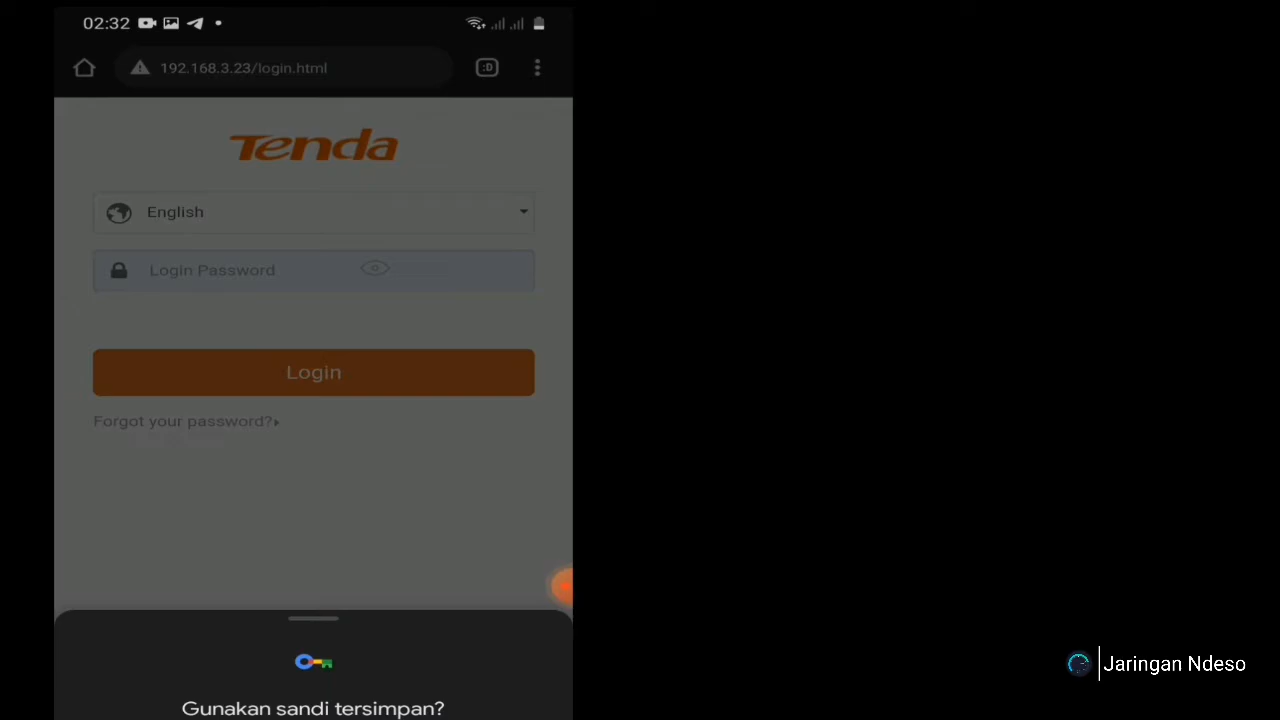 02:32
192.168.3.23/login.html
:D
Tenda
English
Login Password
Login
Forgot your password?
Gunakan sandi tersimpan?
Jaringan Ndeso